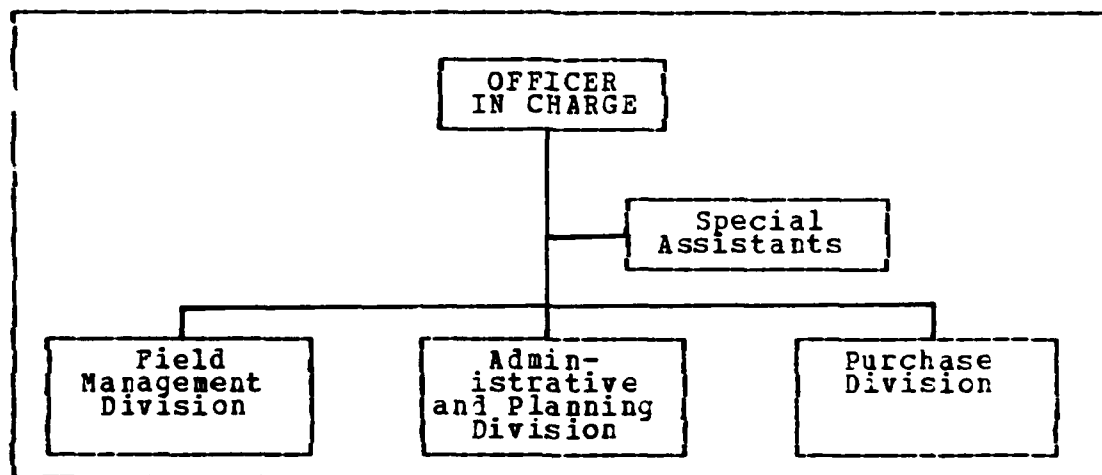 OFFICER
IN CHARGE
Special
Assistants
Field
Management
Division
Admin-
istrative
and Planning
Division
Purchase
Division